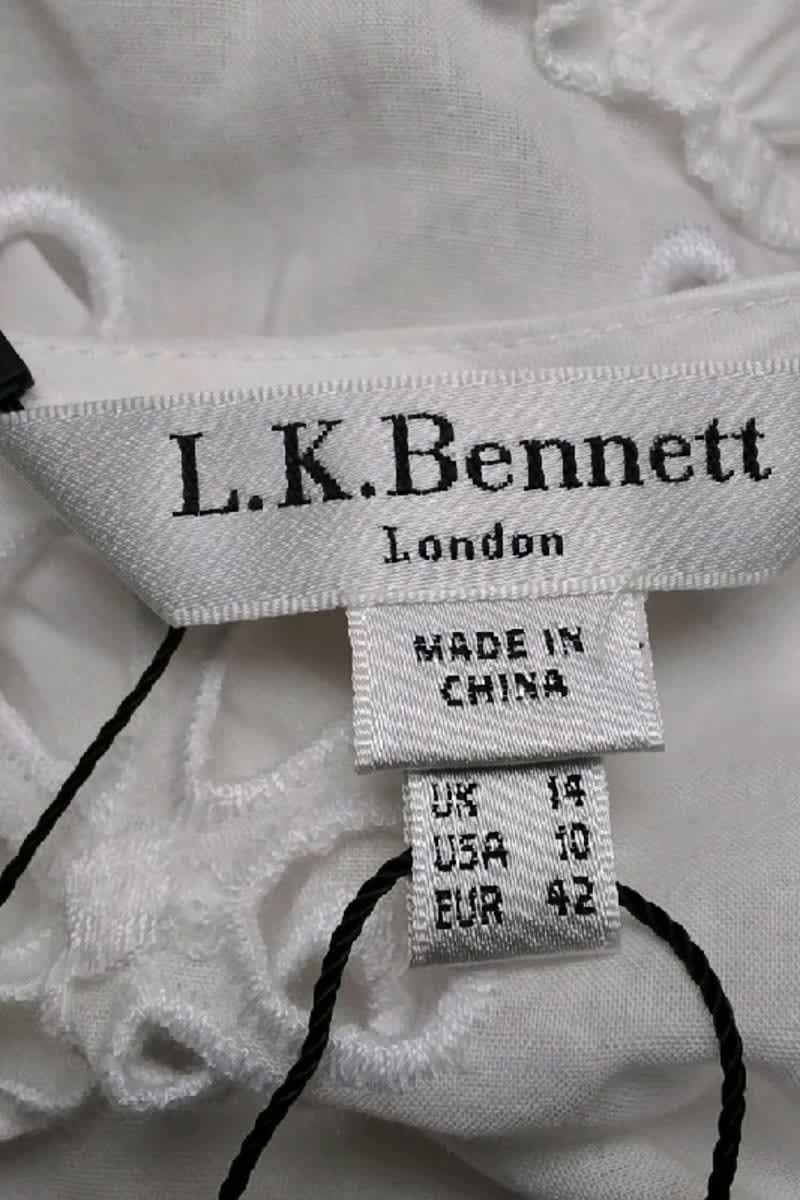 L.K.Bennett
London
MADE IN
CHINA
UK 14
USA 10
EUR 42